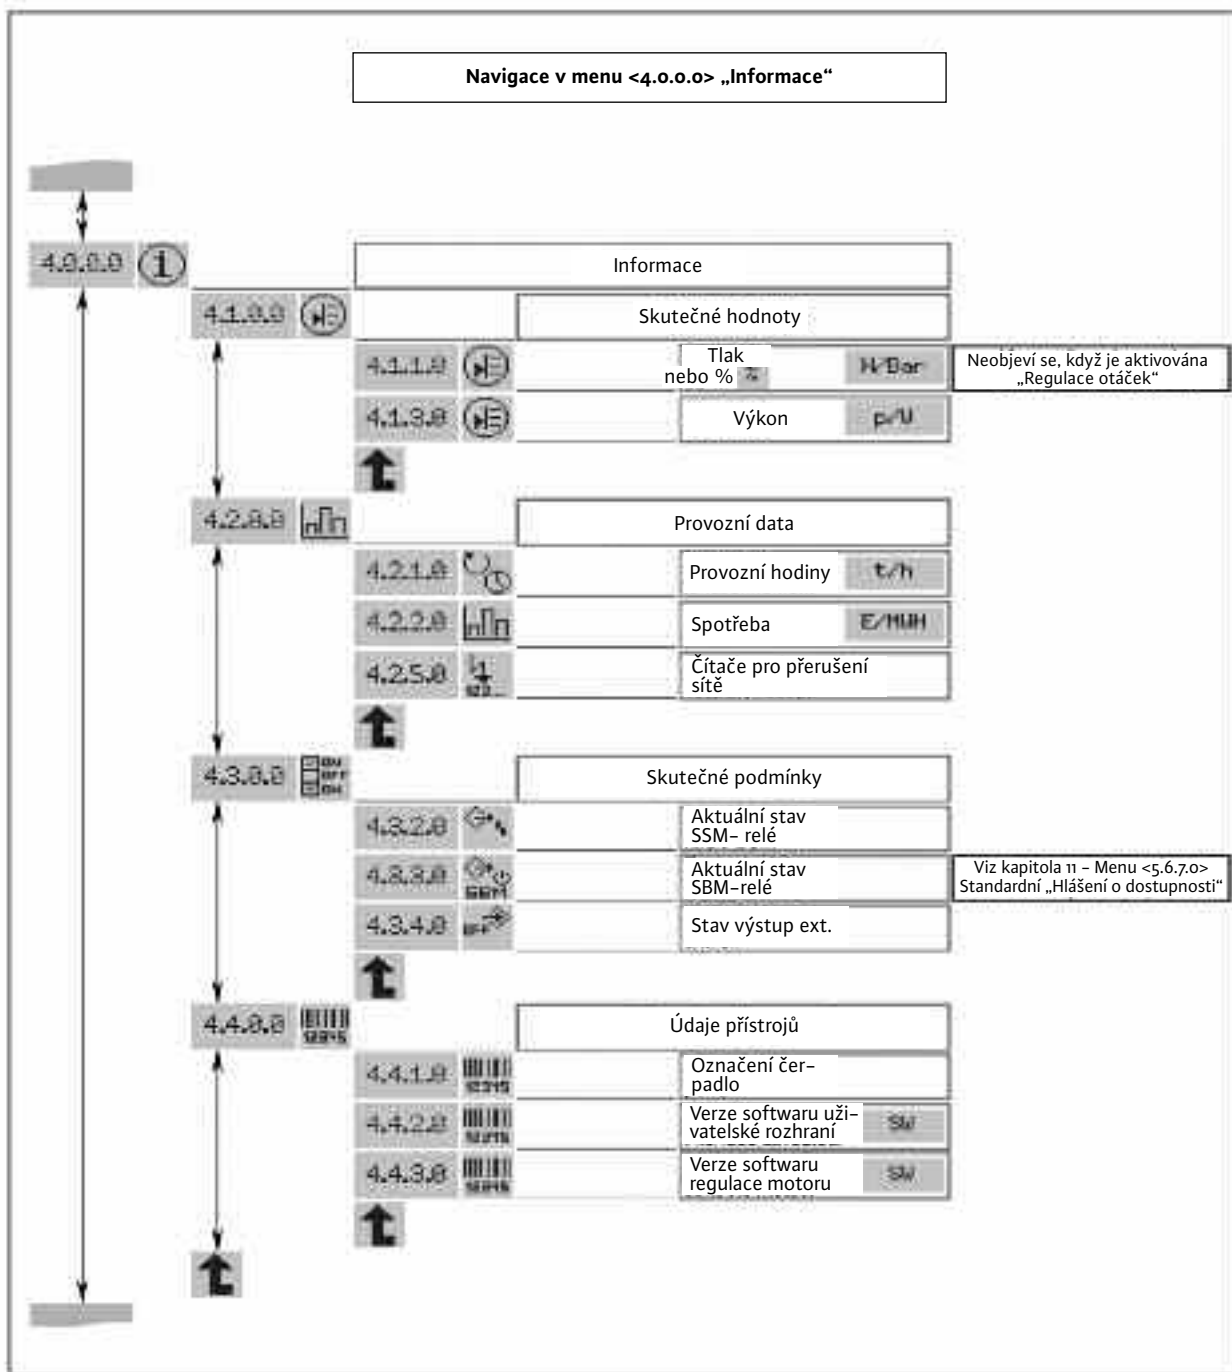 Navigace v menu <4.0.0.0> „Informace“
4.0.0.0 Informace
4.1.0.0 Skutečné hodnoty
4.1.1.0 Tlak
nebo % % H/Bar Neobjeví se, když je aktivována
„Regulace otáček“
4.1.3.0 Výkon p/U
4.2.0.0 Provozní data
4.2.1.0 Provozní hodiny t/h
4.2.2.0 Spotřeba E/MWH
4.2.5.0 Čítače pro přerušení
sítě
4.3.0.0 Skutečné podmínky
4.3.2.0 Aktuální stav
SSM– relé
4.3.3.0 SBM Aktuální stav
SBM–relé Viz kapitola 11 – Menu <5.6.7.0>
Standardní „Hlášení o dostupnosti“
4.3.4.0 OFF Stav výstup ext.
4.4.0.0 12345 Údaje přístrojů
4.4.1.0 12345 Označení čer–
padlo
4.4.2.0 12345 Verze softwaru uži–
vatelské rozhraní SW
4.4.3.0 12345 Verze softwaru
regulace motoru SW